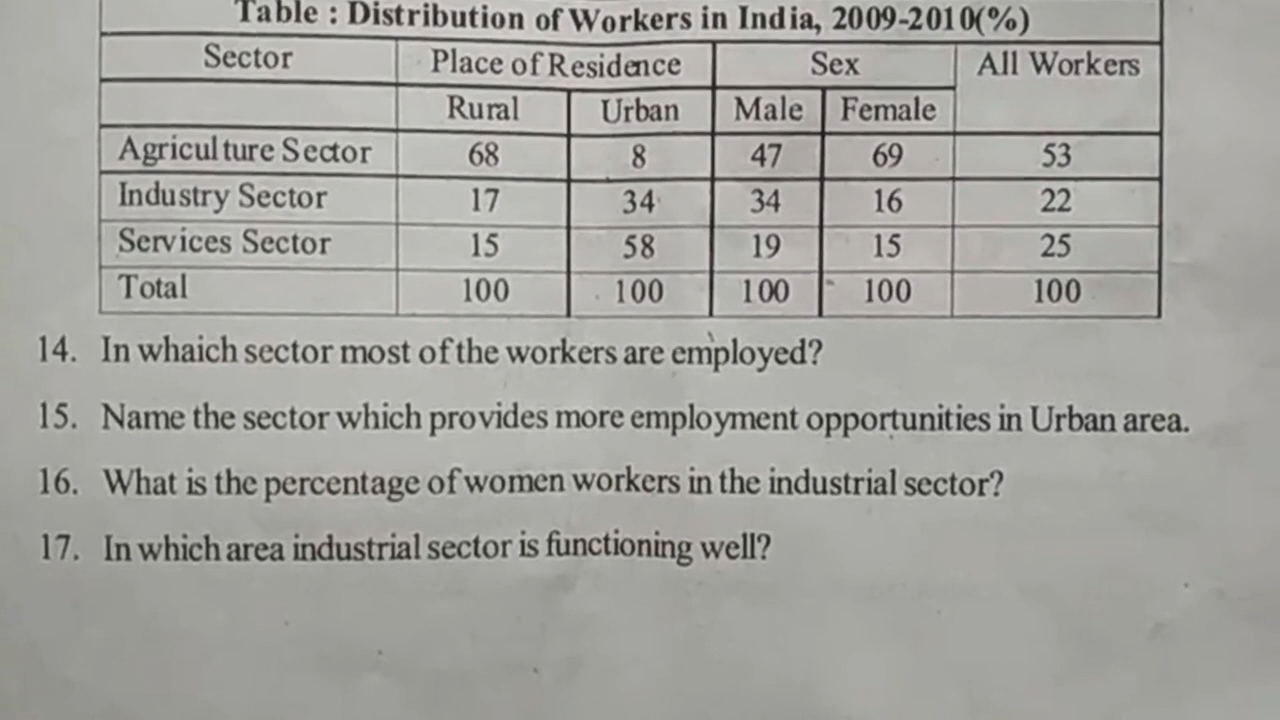 Table : Distribution of Workers in India, 2009-2010(%)
Sector Place of Residence Sex All Workers
Rural Urban Male Female
Agriculture Sector 68 8 47 69 53
Industry Sector 17 34 34 16 22
Services Sector 15 58 19 15 25
Total 100 100 100 100 100
14. In whaich sector most of the workers are employed?
15. Name the sector which provides more employment opportunities in Urban area.
16. What is the percentage of women workers in the industrial sector?
17. In which area industrial sector is functioning well?